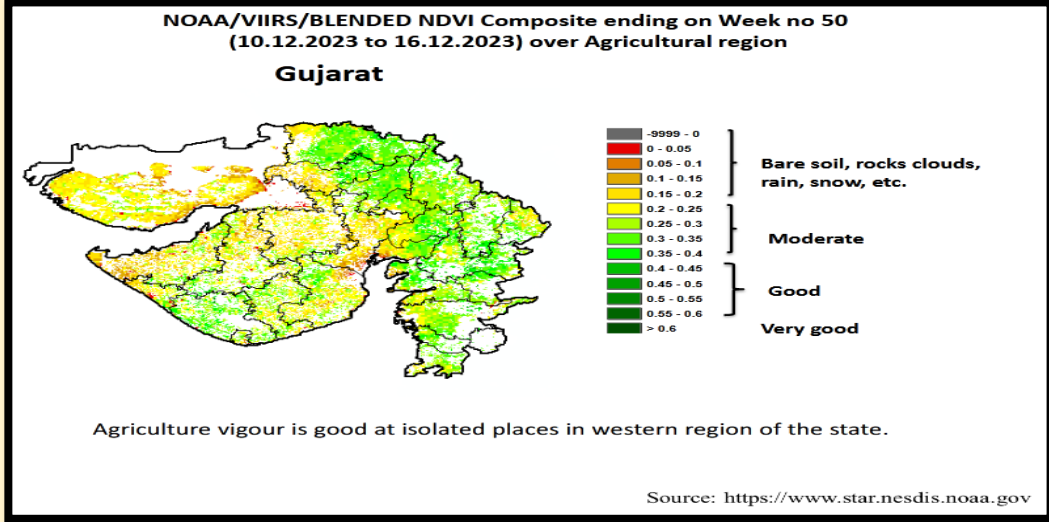 NOAA/VIIRS/BLENDED NDVI Composite ending on Week no 50
(10.12.2023 to 16.12.2023) over Agricultural region
Gujarat
-9999 - 0
0 - 0.05
0.05 - 0.1
0.1 - 0.15
0.15 - 0.2
0.2 - 0.25
0.25 - 0.3
0.3 - 0.35
0.35 - 0.4
0.4 - 0.45
0.45 - 0.5
0.5 - 0.55
0.55 - 0.6
> 0.6
Bare soil, rocks clouds,
rain, snow, etc.
Moderate
Good
Very good
Agriculture vigour is good at isolated places in western region of the state.
Source: https://www.star.nesdis.noaa.gov